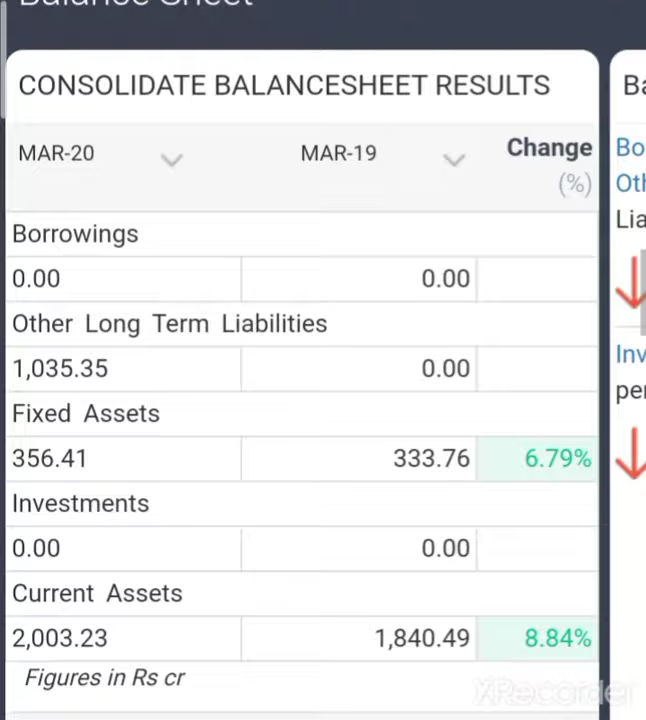 Balance Sheet
CONSOLIDATE BALANCESHEET RESULTS
MAR-20 MAR-19 Change
(%)
Borrowings
0.00 0.00
Other Long Term Liabilities
1,035.35 0.00
Fixed Assets
356.41 333.76 6.79%
Investments
0.00 0.00
Current Assets
2,003.23 1,840.49 8.84%
Figures in Rs cr
XRecorder
Ba
Bo
Oth
Lia
Inv
per